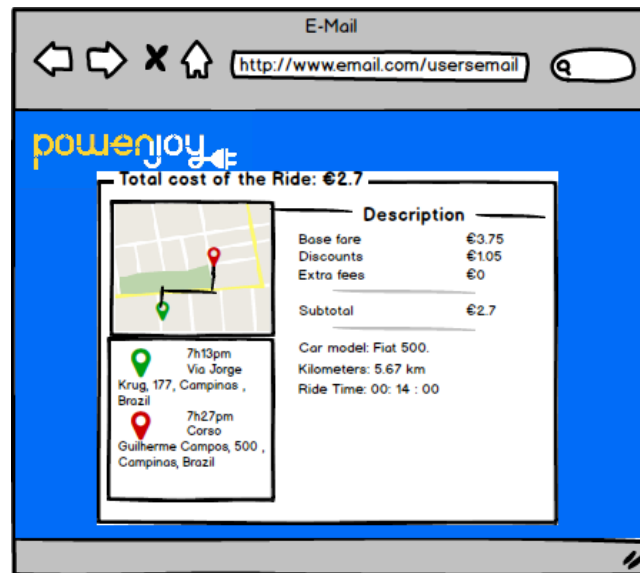 E-Mail
http://www.email.com/usersemail
powenjoy
Total cost of the Ride: €2.7
Description
Base fare €3.75
Discounts €1.05
Extra fees €0
Subtotal €2.7
Car model: Fiat 500.
Kilometers: 5.67 km
Ride Time: 00: 14 : 00
7h13pm
Via Jorge
Krug, 177, Campinas ,
Brazil
7h27pm
Corso
Guilherme Campos, 500 ,
Campinas, Brazil